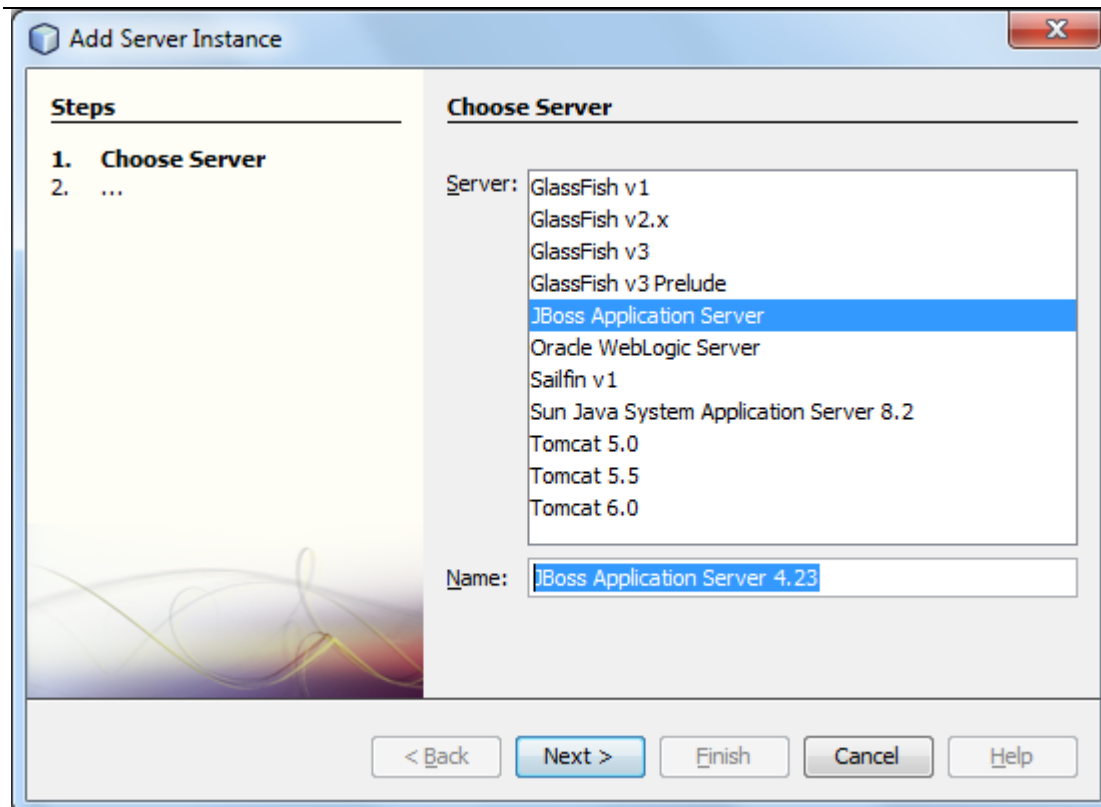 Add Server Instance
Steps
1. Choose Server
2. ...
Choose Server
Server:
GlassFish v1
GlassFish v2.x
GlassFish v3
GlassFish v3 Prelude
JBoss Application Server
Oracle WebLogic Server
Sailfin v1
Sun Java System Application Server 8.2
Tomcat 5.0
Tomcat 5.5
Tomcat 6.0
Name: JBoss Application Server 4.23
< Back Next > Finish Cancel Help